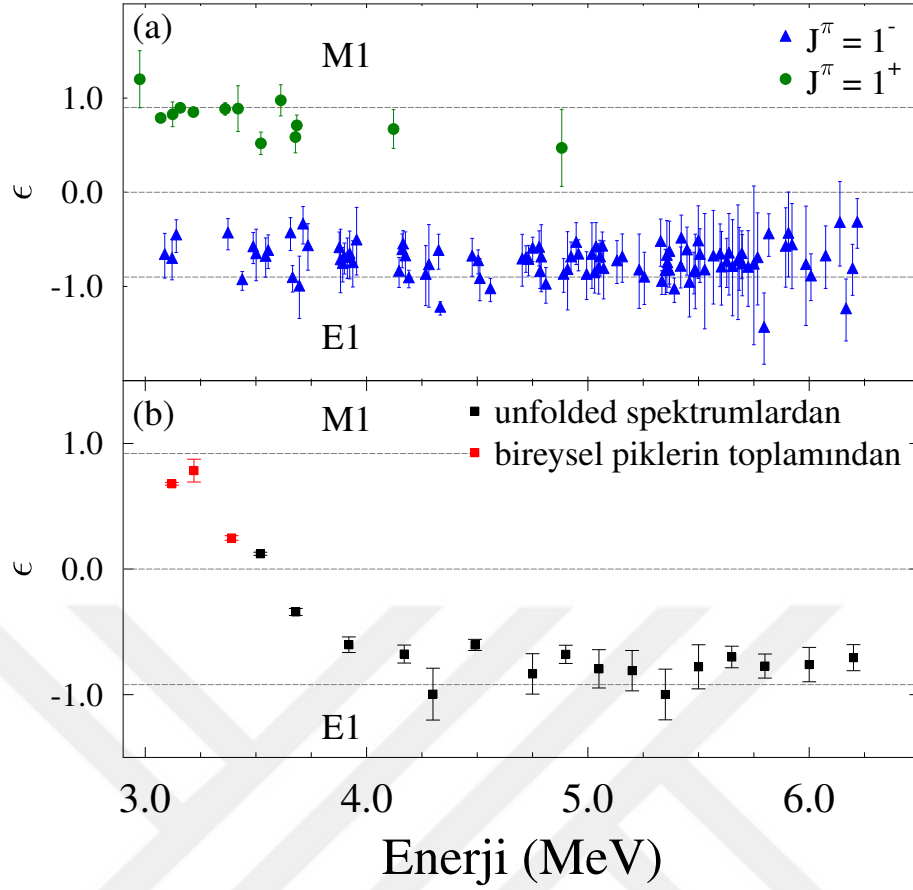 (a)
M1
J^π = 1^-
J^π = 1^+
1.0
0.0
-1.0
ϵ
E1
(b)
M1
unfolded spektrumlardan
bireysel piklerin toplamından
1.0
0.0
-1.0
ϵ
E1
3.0 4.0 5.0 6.0
Enerji (MeV)